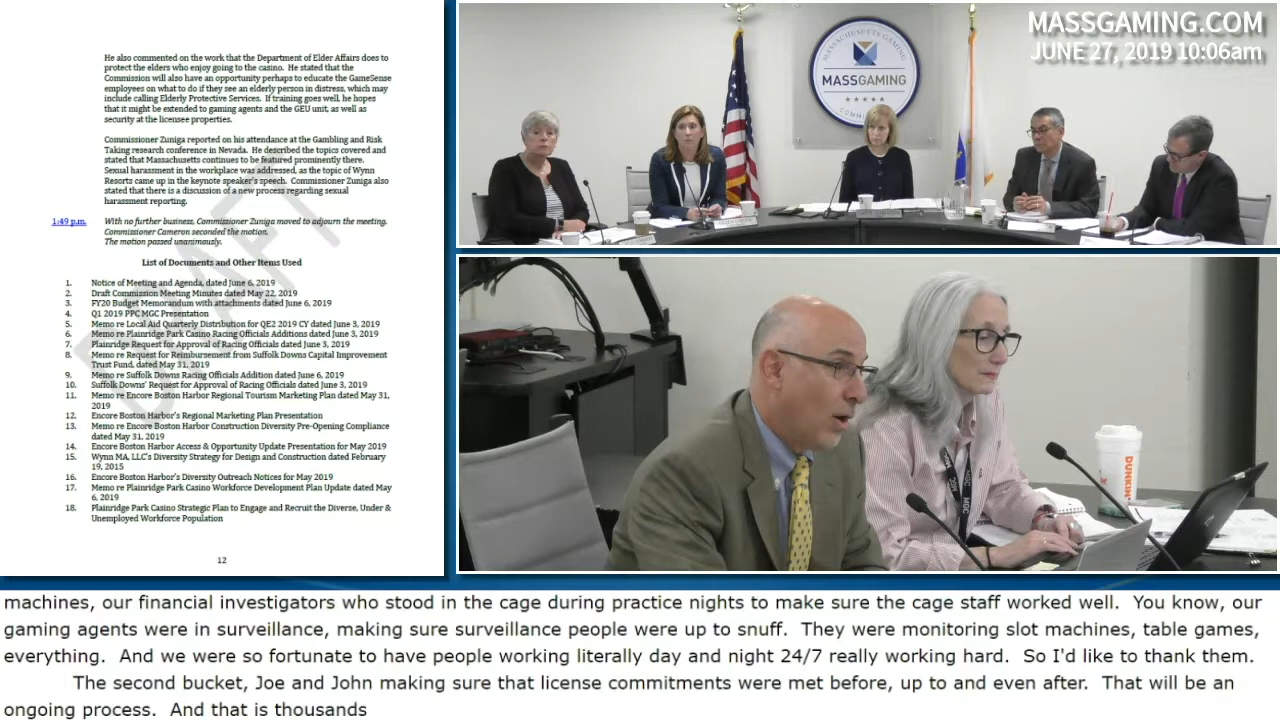 He also commented on the work that the Department of Elder Affairs does to
protect the elders who enjoy going to the casino. He stated that the
Commission will also have an opportunity perhaps to educate the GameSense
employees on what to do if they see an elderly person in distress, which may
include calling Elderly Protective Services. If training goes well, he hopes
that it might be extended to gaming agents and the GEU unit, as well as
security at the licensee properties.
Commissioner Zuniga reported on his attendance at the Gambling and Risk
Taking research conference in Nevada. He described the topics covered and
stated that Massachusetts continues to be featured prominently there.
Sexual harassment in the workplace was addressed, as the topic of Wynn
Resorts came up in the keynote speaker's speech. Commissioner Zuniga also
stated that there is a discussion of a new process regarding sexual
harassment reporting.
1:49 p.m. With no further business, Commissioner Zuniga moved to adjourn the meeting.
Commissioner Cameron seconded the motion.
The motion passed unanimously.
List of Documents and Other Items Used
1. Notice of Meeting and Agenda, dated June 6, 2019
2. Draft Commission Meeting Minutes dated May 22, 2019
3. FY20 Budget Memorandum with attachments dated June 6, 2019
4. Q1 2019 PPC MGC Presentation
5. Memo re Local Aid Quarterly Distribution for QE2 2019 CY dated June 3, 2019
6. Memo re Plainridge Park Casino Racing Officials Additions dated June 3, 2019
7. Plainridge Request for Approval of Racing Officials dated June 3, 2019
8. Memo re Request for Reimbursement from Suffolk Downs Capital Improvement
Trust Fund, dated May 31, 2019
9. Memo re Suffolk Downs Racing Officials Addition dated June 6, 2019
10. Suffolk Downs' Request for Approval of Racing Officials dated June 3, 2019
11. Memo re Encore Boston Harbor Regional Tourism Marketing Plan dated May 31,
2019
12. Encore Boston Harbor's Regional Marketing Plan Presentation
13. Memo re Encore Boston Harbor Construction Diversity Pre-Opening Compliance
dated May 31, 2019
14. Encore Boston Harbor Access & Opportunity Update Presentation for May 2019
15. Wynn MA, LLC's Diversity Strategy for Design and Construction dated February
19, 2015
16. Encore Boston Harbor's Diversity Outreach Notices for May 2019
17. Memo re Plainridge Park Casino Workforce Development Plan Update dated May
6, 2019
18. Plainridge Park Casino Strategic Plan to Engage and Recruit the Diverse, Under &
Unemployed Workforce Population
12
DRAFT
MASSGAMING.COM
JUNE 27, 2019 10:06am
MASSACHUSETTS GAMING
MASSGAMING
MGC
DUNKIN'
machines, our financial investigators who stood in the cage during practice nights to make sure the cage staff worked well. You know, our
gaming agents were in surveillance, making sure surveillance people were up to snuff. They were monitoring slot machines, table games,
everything. And we were so fortunate to have people working literally day and night 24/7 really working hard. So I'd like to thank them.
The second bucket, Joe and John making sure that license commitments were met before, up to and even after. That will be an
ongoing process. And that is thousands